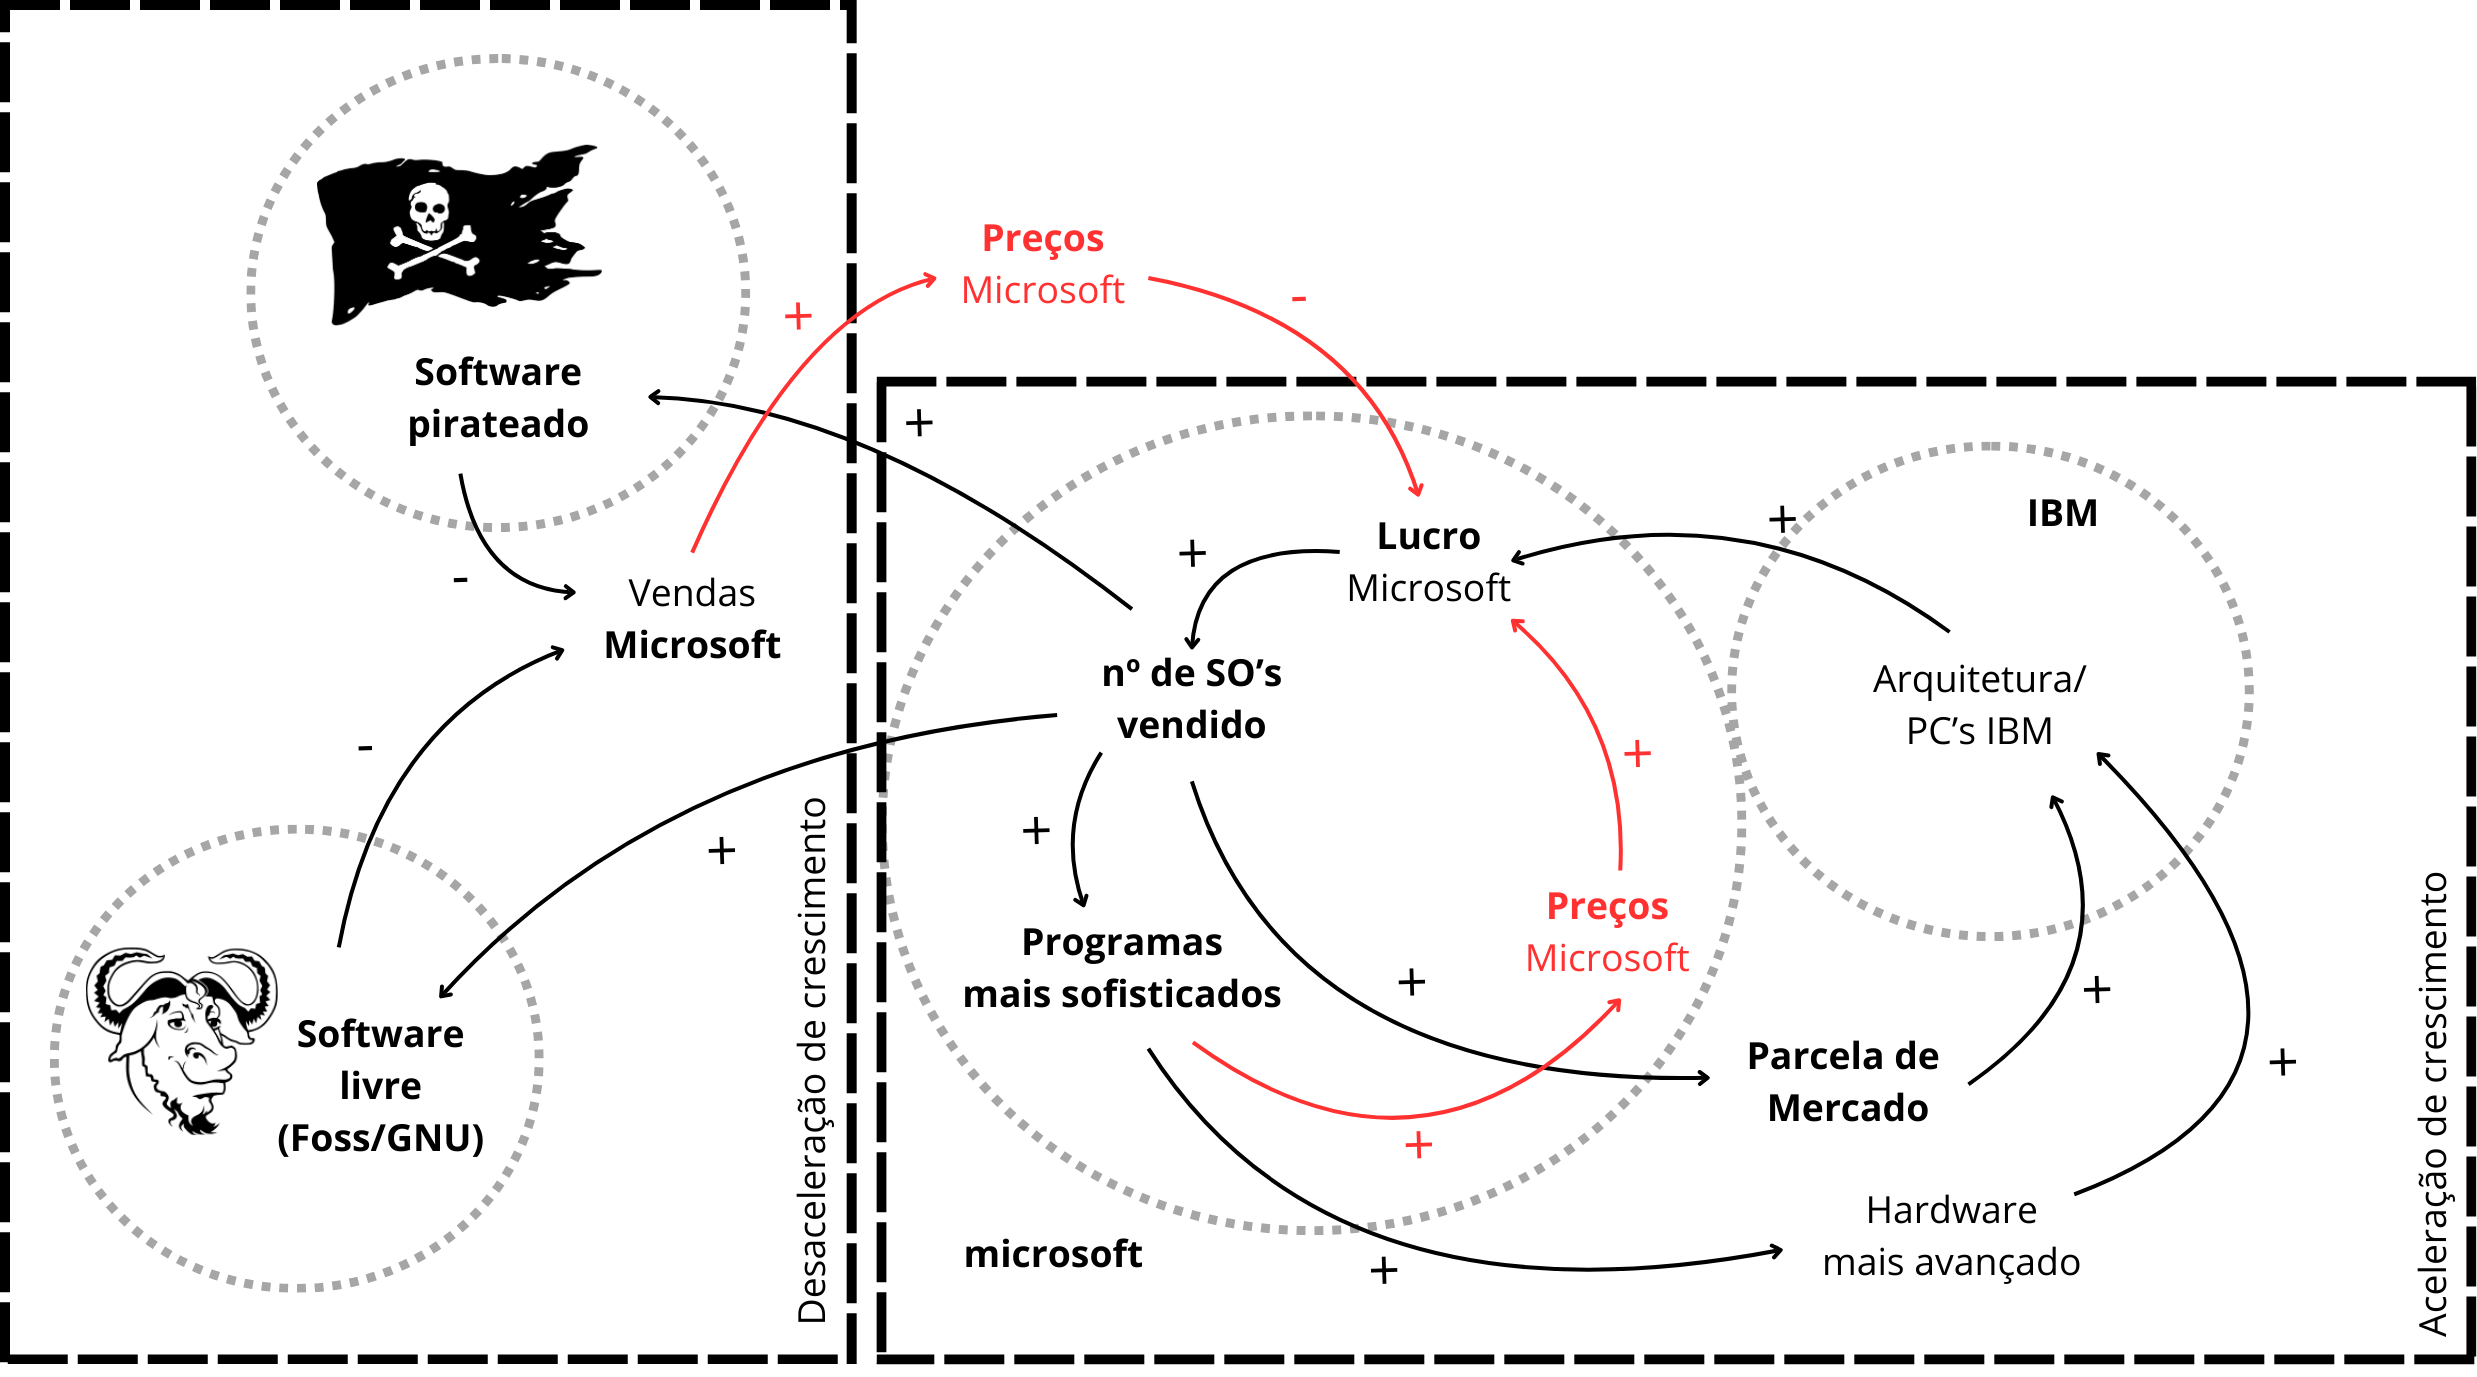 Software
pirateado
-
Vendas
Microsoft
-
+
Software
livre
(Foss/GNU)
Desaceleração de crescimento
+
Preços
Microsoft
-
+
+
Lucro
Microsoft
+
IBM
nº de SO’s
vendido
Arquitetura/
PC’s IBM
+
+
Preços
Microsoft
Programas
mais sofisticados
+
+
+
Parcela de
Mercado
+
+
Hardware
mais avançado
microsoft
+
Aceleração de crescimento